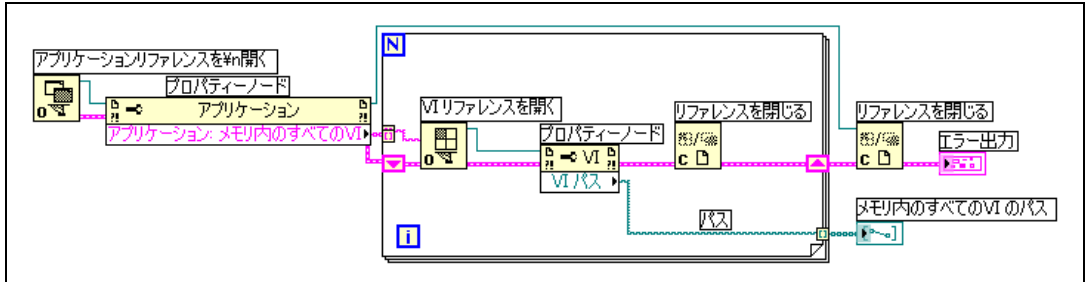 アプリケーションリファレンスを¥n開く
プロパティーノード
アプリケーション
アプリケーション: メモリ内のすべてのVI
N
VI リファレンスを開く
プロパティーノード
VI
VI パス
リファレンスを閉じる
リファレンスを閉じる
エラー出力
パス
メモリ内のすべてのVI のパス
i